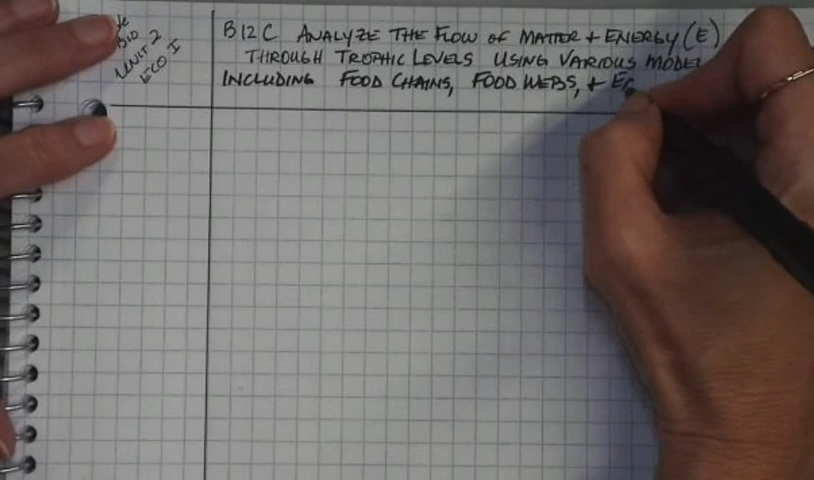 BIO
UNIT 2
ECO I
B12C ANALYZE THE FLOW OF MATTER + ENERGY (E)
THROUGH TROPHIC LEVELS USING VARIOUS MODEL
INCLUDING FOOD CHAINS, FOOD WEBS, + EC